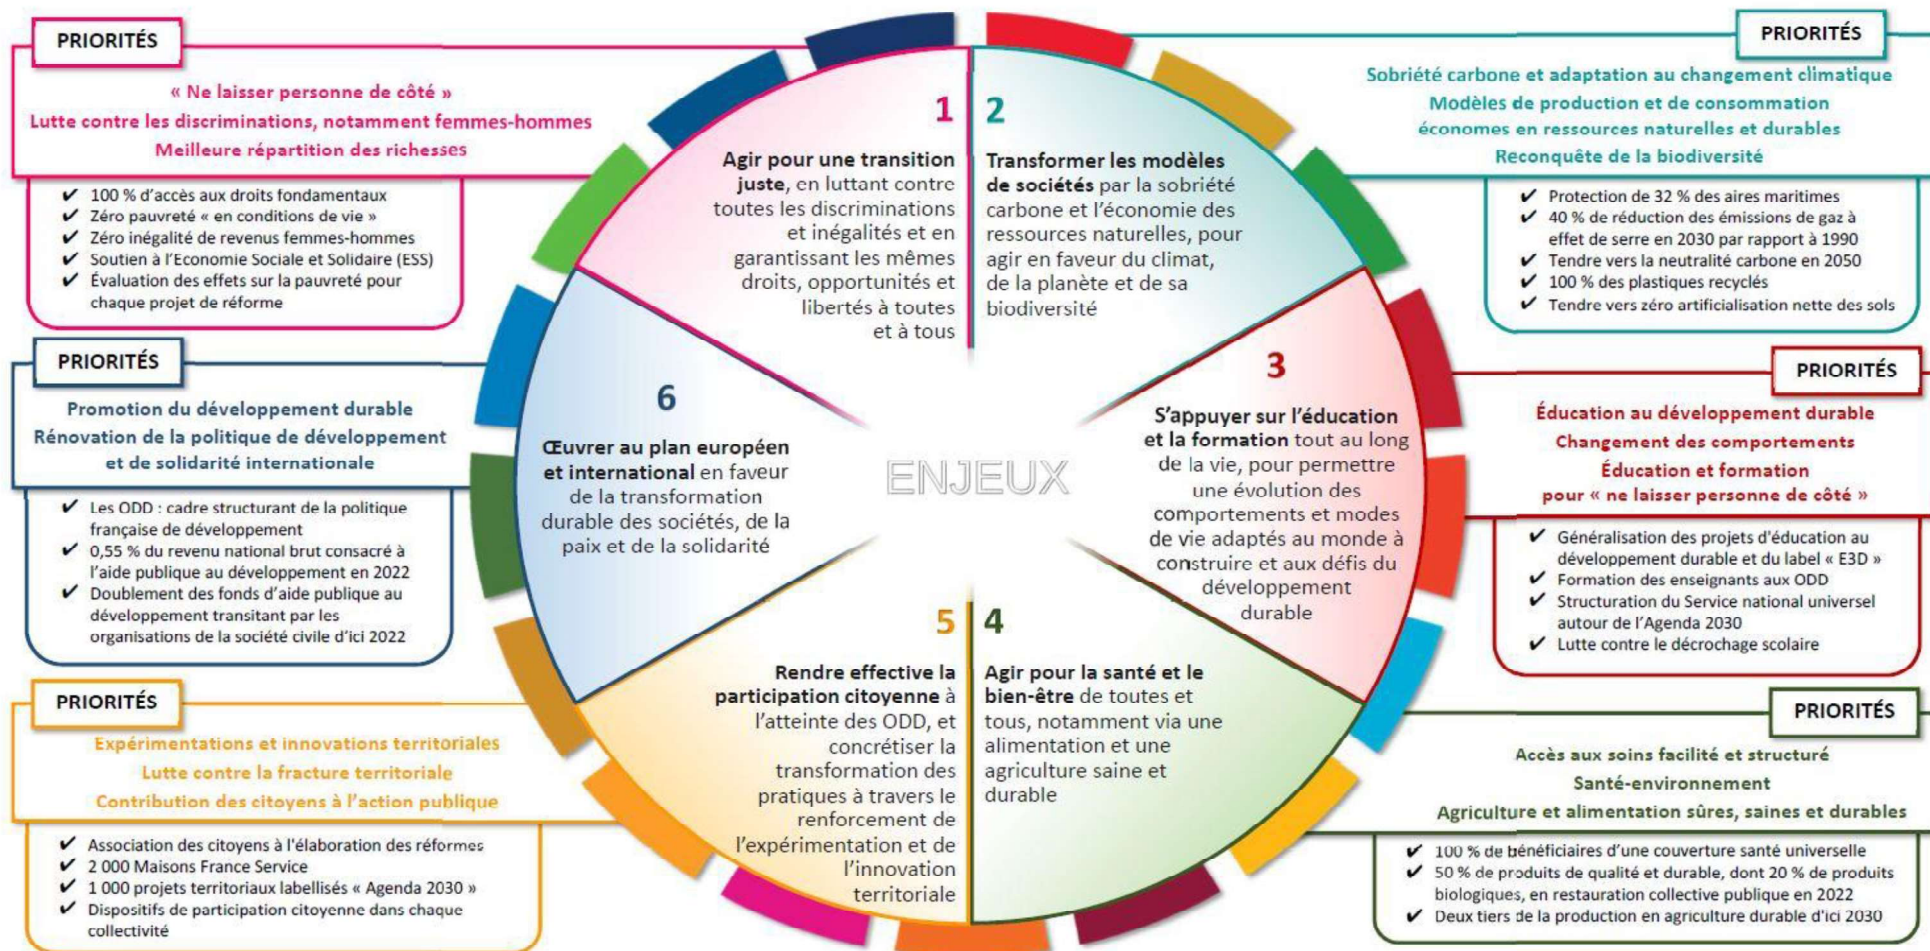 PRIORITÉS
« Ne laisser personne de côté »
Lutte contre les discriminations, notamment femmes-hommes
Meilleure répartition des richesses
✔ 100 % d'accès aux droits fondamentaux
✔ Zéro pauvreté « en conditions de vie »
✔ Zéro inégalité de revenus femmes-hommes
✔ Soutien à l'Economie Sociale et Solidaire (ESS)
✔ Évaluation des effets sur la pauvreté pour
chaque projet de réforme
1
Agir pour une transition
juste, en luttant contre
toutes les discriminations
et inégalités et en
garantissant les mêmes
droits, opportunités et
libertés à toutes
et à tous
2
Transformer les modèles
de sociétés par la sobriété
carbone et l'économie des
ressources naturelles, pour
agir en faveur du climat,
de la planète et de sa
biodiversité
PRIORITÉS
Sobriété carbone et adaptation au changement climatique
Modèles de production et de consommation
économes en ressources naturelles et durables
Reconquête de la biodiversité
✔ Protection de 32 % des aires maritimes
✔ 40 % de réduction des émissions de gaz à
effet de serre en 2030 par rapport à 1990
✔ Tendre vers la neutralité carbone en 2050
✔ 100 % des plastiques recyclés
✔ Tendre vers zéro artificialisation nette des sols
PRIORITÉS
Promotion du développement durable
Rénovation de la politique de développement
et de solidarité internationale
✔ Les ODD : cadre structurant de la politique
française de développement
✔ 0,55 % du revenu national brut consacré à
l'aide publique au développement en 2022
✔ Doublement des fonds d'aide publique au
développement transitant par les
organisations de la société civile d'ici 2022
6
Œuvrer au plan européen
et international en faveur
de la transformation
durable des sociétés, de la
paix et de la solidarité
ENJEUX
3
S'appuyer sur l'éducation
et la formation tout au long
de la vie, pour permettre
une évolution des
comportements et modes
de vie adaptés au monde à
construire et aux défis du
développement
durable
PRIORITÉS
Éducation au développement durable
Changement des comportements
Éducation et formation
pour « ne laisser personne de côté »
✔ Généralisation des projets d'éducation au
développement durable et du label « E3D »
✔ Formation des enseignants aux ODD
✔ Structuration du Service national universel
autour de l'Agenda 2030
✔ Lutte contre le décrochage scolaire
PRIORITÉS
Expérimentations et innovations territoriales
Lutte contre la fracture territoriale
Contribution des citoyens à l'action publique
✔ Association des citoyens à l'élaboration des réformes
✔ 2 000 Maisons France Service
✔ 1 000 projets territoriaux labellisés « Agenda 2030 »
✔ Dispositifs de participation citoyenne dans chaque
collectivité
5
Rendre effective la
participation citoyenne à
l'atteinte des ODD, et
concrétiser la
transformation des
pratiques à travers le
renforcement de
l'expérimentation et de
l'innovation
territoriale
4
Agir pour la santé et le
bien-être de toutes et
tous, notamment via une
alimentation et une
agriculture saine et
durable
PRIORITÉS
Accès aux soins facilité et structuré
Santé-environnement
Agriculture et alimentation sûres, saines et durables
✔ 100 % de bénéficiaires d'une couverture santé universelle
✔ 50 % de produits de qualité et durable, dont 20 % de produits
biologiques, en restauration collective publique en 2022
✔ Deux tiers de la production en agriculture durable d'ici 2030